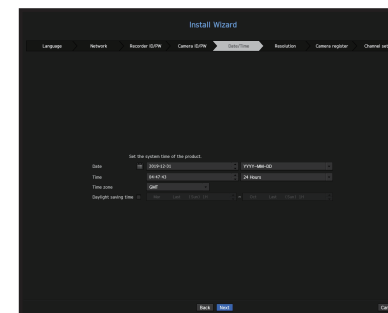 Install Wizard
Language Network Recorder ID/PW Camera ID/PW Date/Time Resolution Camera register Channel set
Set the system time of the product.
Date 2019-12-01 YYYY-MM-DD
Time 04:47:43 24 Hours
Time zone GMT
Daylight saving time
Back Next Can